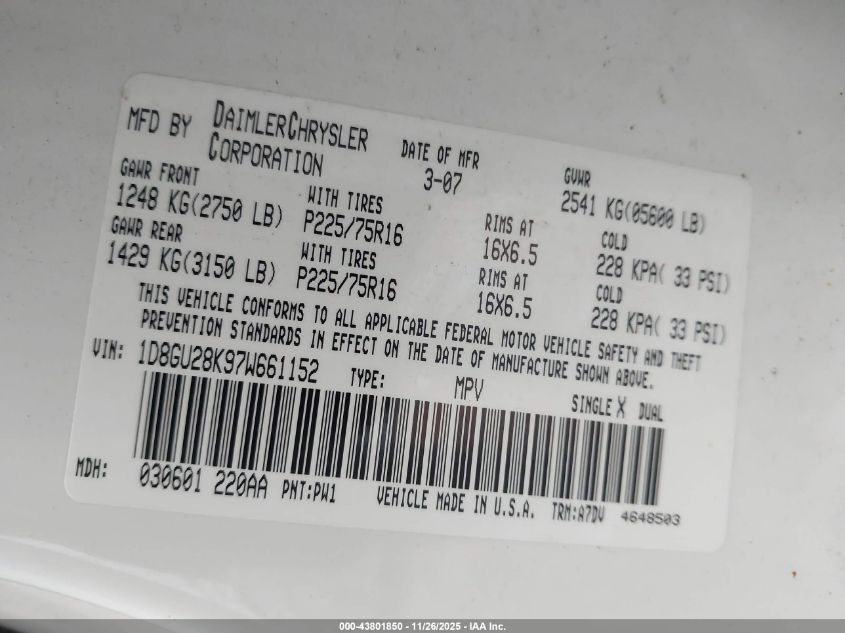 MFD BY DAIMLERCHRYSLER CORPORATION DATE OF MFR 3-07 GVWR 2541 KG(05600 LB)
GAWR FRONT WITH TIRES RIMS AT COLD
1248 KG(2750 LB) P225/75R16 16X6.5 228 KPA( 33 PSI)
GAWR REAR WITH TIRES RIMS AT COLD
1429 KG(3150 LB) P225/75R16 16X6.5 228 KPA( 33 PSI)
THIS VEHICLE CONFORMS TO ALL APPLICABLE FEDERAL MOTOR VEHICLE SAFETY AND THEFT
PREVENTION STANDARDS IN EFFECT ON THE DATE OF MANUFACTURE SHOWN ABOVE.
VIN: 1D8GU28K97W661152 TYPE: MPV SINGLE X DUAL
MDH: 030601 220AA PNT:PW1 VEHICLE MADE IN U.S.A. TRM:A7DV 4648503
000-43801850 - 11/26/2025 - IAA Inc.